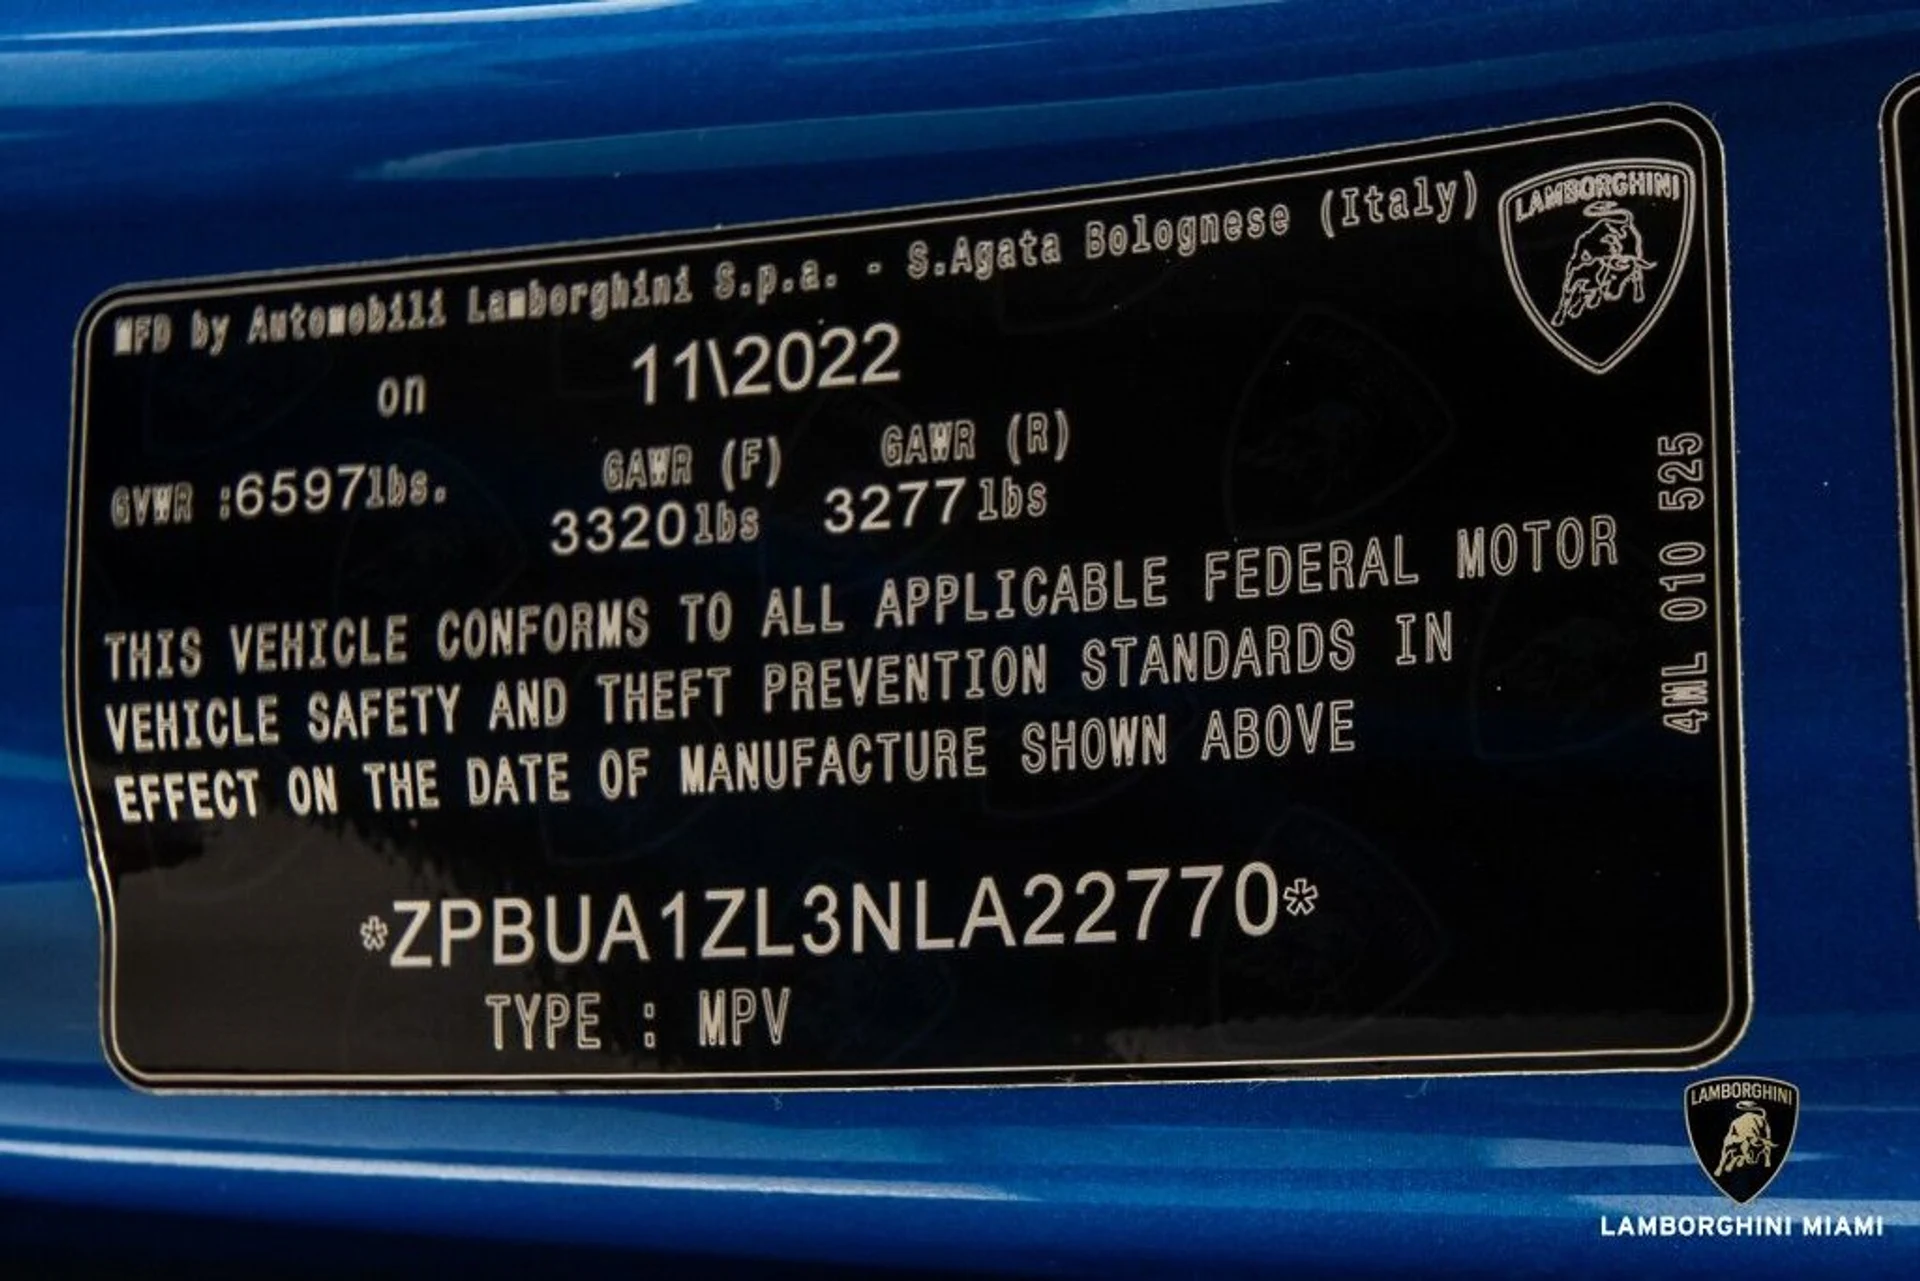 MFD by Automobili Lamborghini S.p.a. - S.Agata Bolognese (Italy)
LAMBORGHINI
on 11\2022
GAWR (F) GAWR (R)
GVWR :6597lbs. 3320lbs 3277lbs
THIS VEHICLE CONFORMS TO ALL APPLICABLE FEDERAL MOTOR
VEHICLE SAFETY AND THEFT PREVENTION STANDARDS IN
EFFECT ON THE DATE OF MANUFACTURE SHOWN ABOVE
4ML 010 525
*ZPBUA1ZL3NLA22770*
TYPE : MPV
LAMBORGHINI
LAMBORGHINI MIAMI